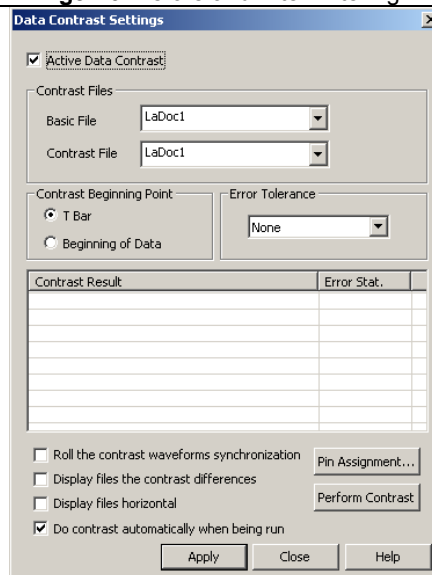 Data Contrast Settings
Active Data Contrast
Contrast Files
Basic File LaDoc1
Contrast File LaDoc1
Contrast Beginning Point Error Tolerance
T Bar
None
Beginning of Data
Contrast Result Error Stat.
Roll the contrast waveforms synchronization
Pin Assignment...
Display files the contrast differences
Display files horizontal
Perform Contrast
Do contrast automatically when being run
Apply Close Help